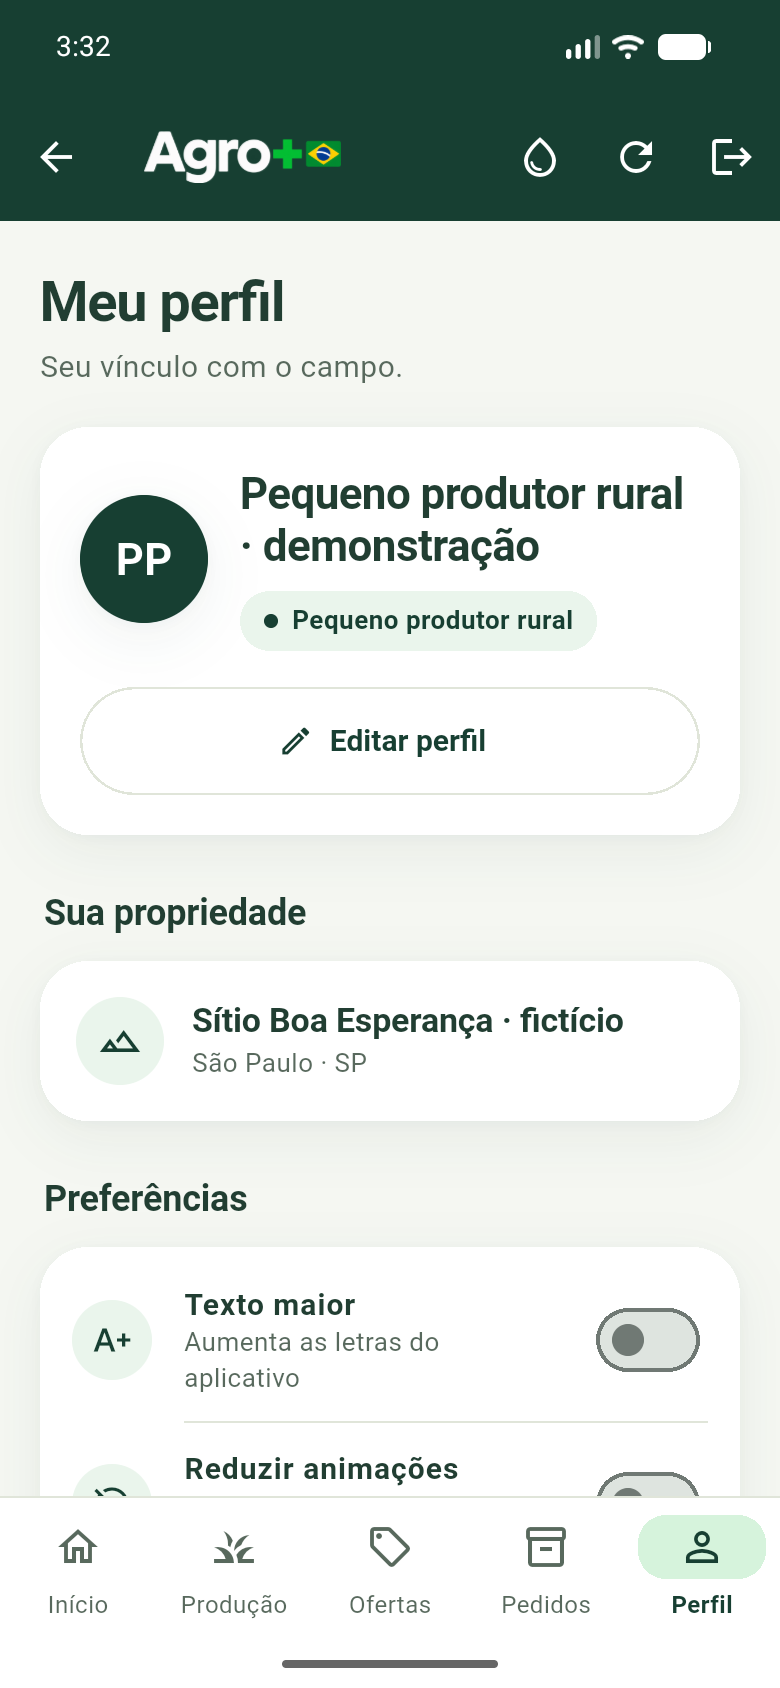 3:32
Agro+
Meu perfil
Seu vínculo com o campo.
PP
Pequeno produtor rural
· demonstração
Pequeno produtor rural
Editar perfil
Sua propriedade
Sítio Boa Esperança · fictício
São Paulo · SP
Preferências
A+
Texto maior
Aumenta as letras do
aplicativo
Reduzir animações
Início
Produção
Ofertas
Pedidos
Perfil